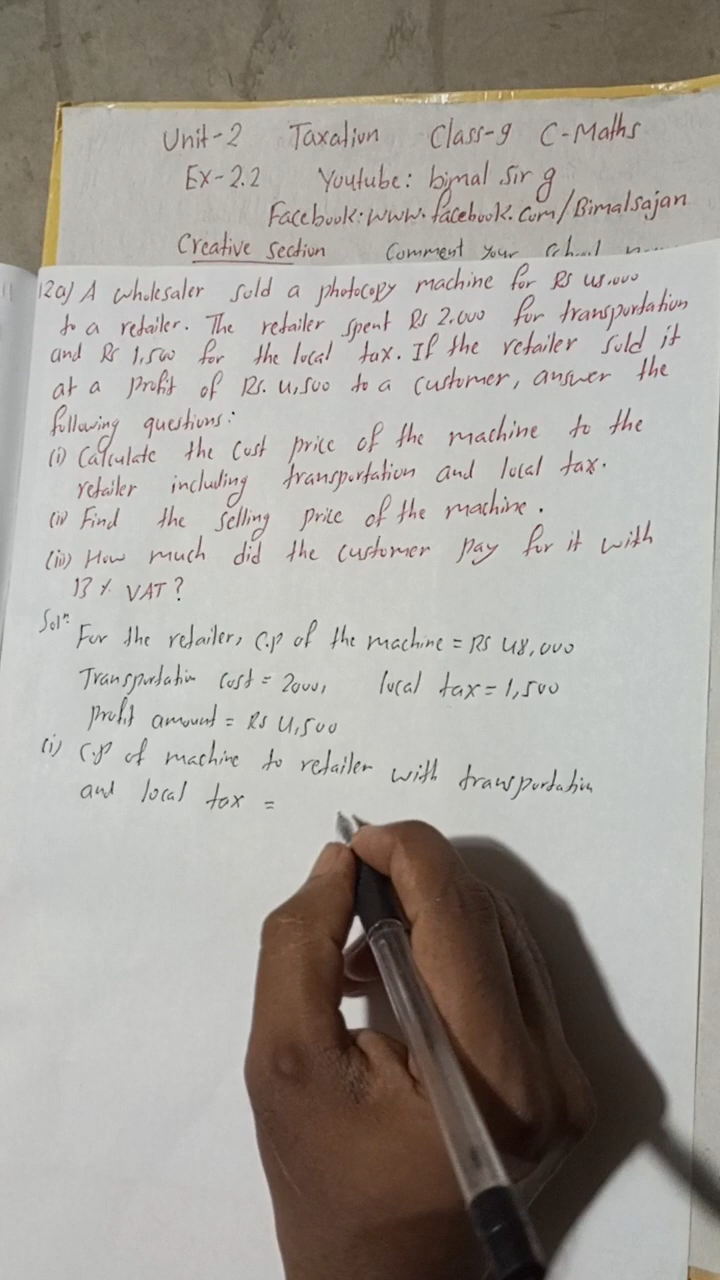 Unit-2 Taxation Class-9 C-Maths
Ex-2.2 Youtube: bimal sir g
Facebook: www.facebook.com/Bimalsajan
Creative section Comment your school
12a) A wholesaler sold a photocopy machine for Rs 48,000
to a retailer. The retailer spent Rs 2,000 for transportation
and Rs 1,500 for the local tax. If the retailer sold it
at a profit of Rs. 4,500 to a customer, answer the
following questions:
(i) Calculate the cost price of the machine to the
retailer including transportation and local tax.
(ii) Find the selling price of the machine.
(iii) How much did the customer pay for it with
13% VAT?
Solⁿ:
For the retailer, C.P of the machine = RS 48,000
Transportation cost = 2000, local tax = 1,500
Profit amount = Rs 4,500
(i) C.P of machine to retailer with transportation
and local tax =